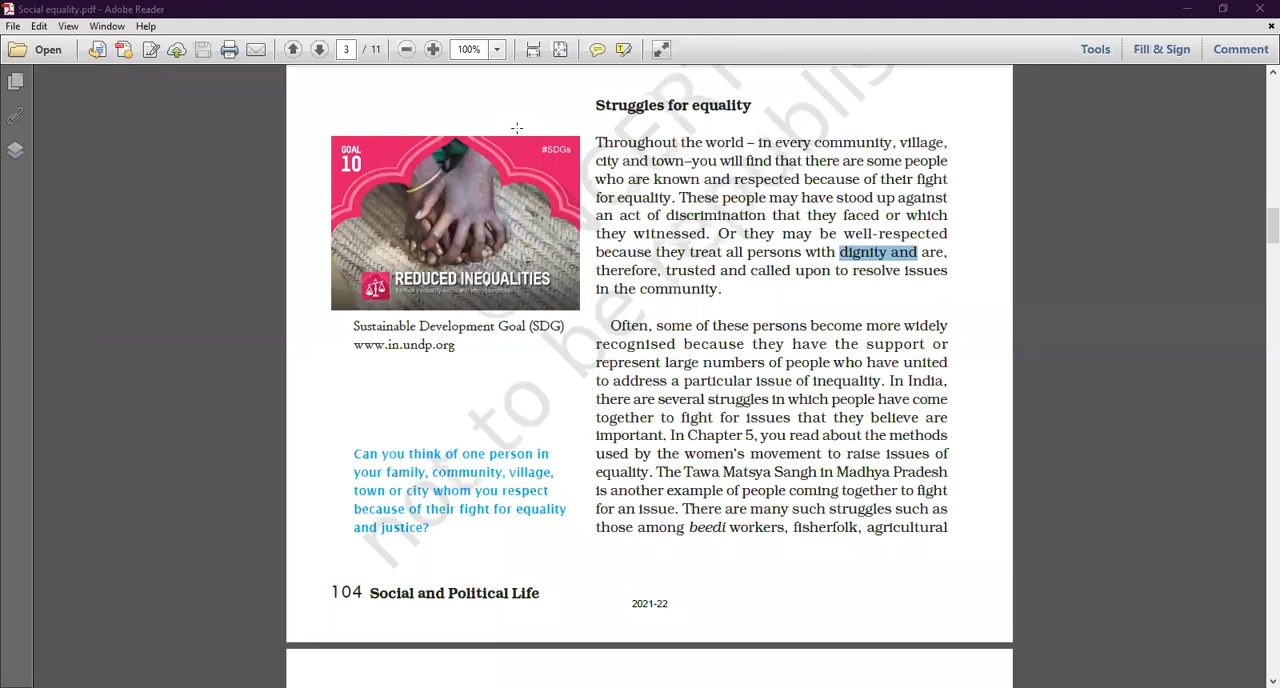 Social equality.pdf - Adobe Reader
File Edit View Window Help
Open 3 / 11 100% Tools Fill & Sign Comment
Struggles for equality
Throughout the world – in every community, village,
city and town–you will find that there are some people
who are known and respected because of their fight
for equality. These people may have stood up against
an act of discrimination that they faced or which
they witnessed. Or they may be well-respected
because they treat all persons with dignity and are,
therefore, trusted and called upon to resolve issues
in the community.
GOAL
10
#SDGs
REDUCED INEQUALITIES
Sustainable Development Goal (SDG)
www.in.undp.org
Often, some of these persons become more widely
recognised because they have the support or
represent large numbers of people who have united
to address a particular issue of inequality. In India,
there are several struggles in which people have come
together to fight for issues that they believe are
important. In Chapter 5, you read about the methods
used by the women's movement to raise issues of
equality. The Tawa Matsya Sangh in Madhya Pradesh
is another example of people coming together to fight
for an issue. There are many such struggles such as
those among beedi workers, fisherfolk, agricultural
Can you think of one person in
your family, community, village,
town or city whom you respect
because of their fight for equality
and justice?
104 Social and Political Life
2021-22
not to be republis